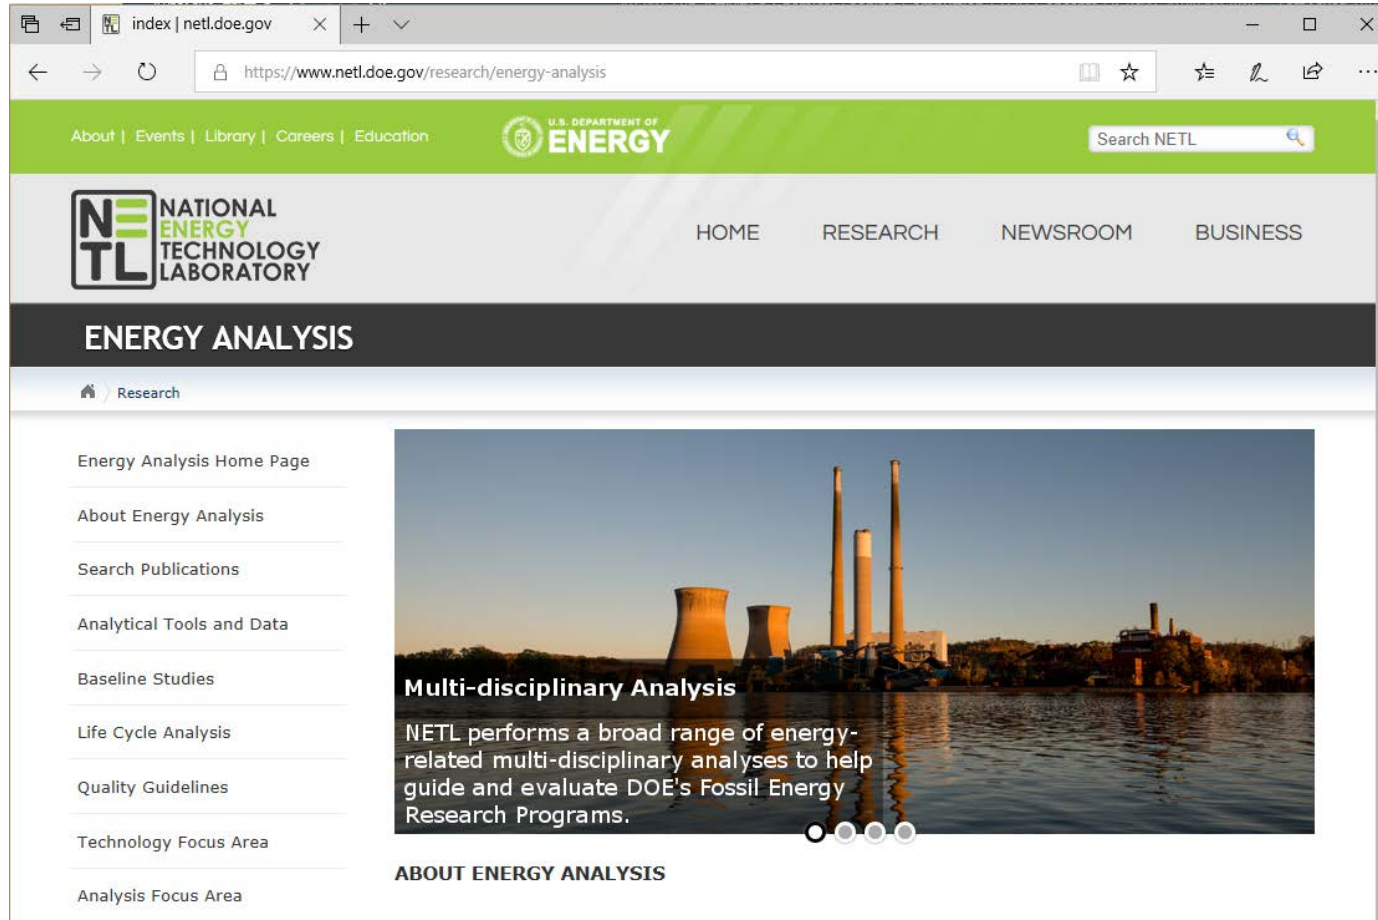 index | netl.doe.gov
https://www.netl.doe.gov/research/energy-analysis
About | Events | Library | Careers | Education
U.S. DEPARTMENT OF
ENERGY
Search NETL
NETL
NATIONAL
ENERGY
TECHNOLOGY
LABORATORY
HOME RESEARCH NEWSROOM BUSINESS
ENERGY ANALYSIS
Research
Energy Analysis Home Page
About Energy Analysis
Search Publications
Analytical Tools and Data
Baseline Studies
Life Cycle Analysis
Quality Guidelines
Technology Focus Area
Analysis Focus Area
Multi-disciplinary Analysis
NETL performs a broad range of energy-
related multi-disciplinary analyses to help
guide and evaluate DOE's Fossil Energy
Research Programs.
ABOUT ENERGY ANALYSIS